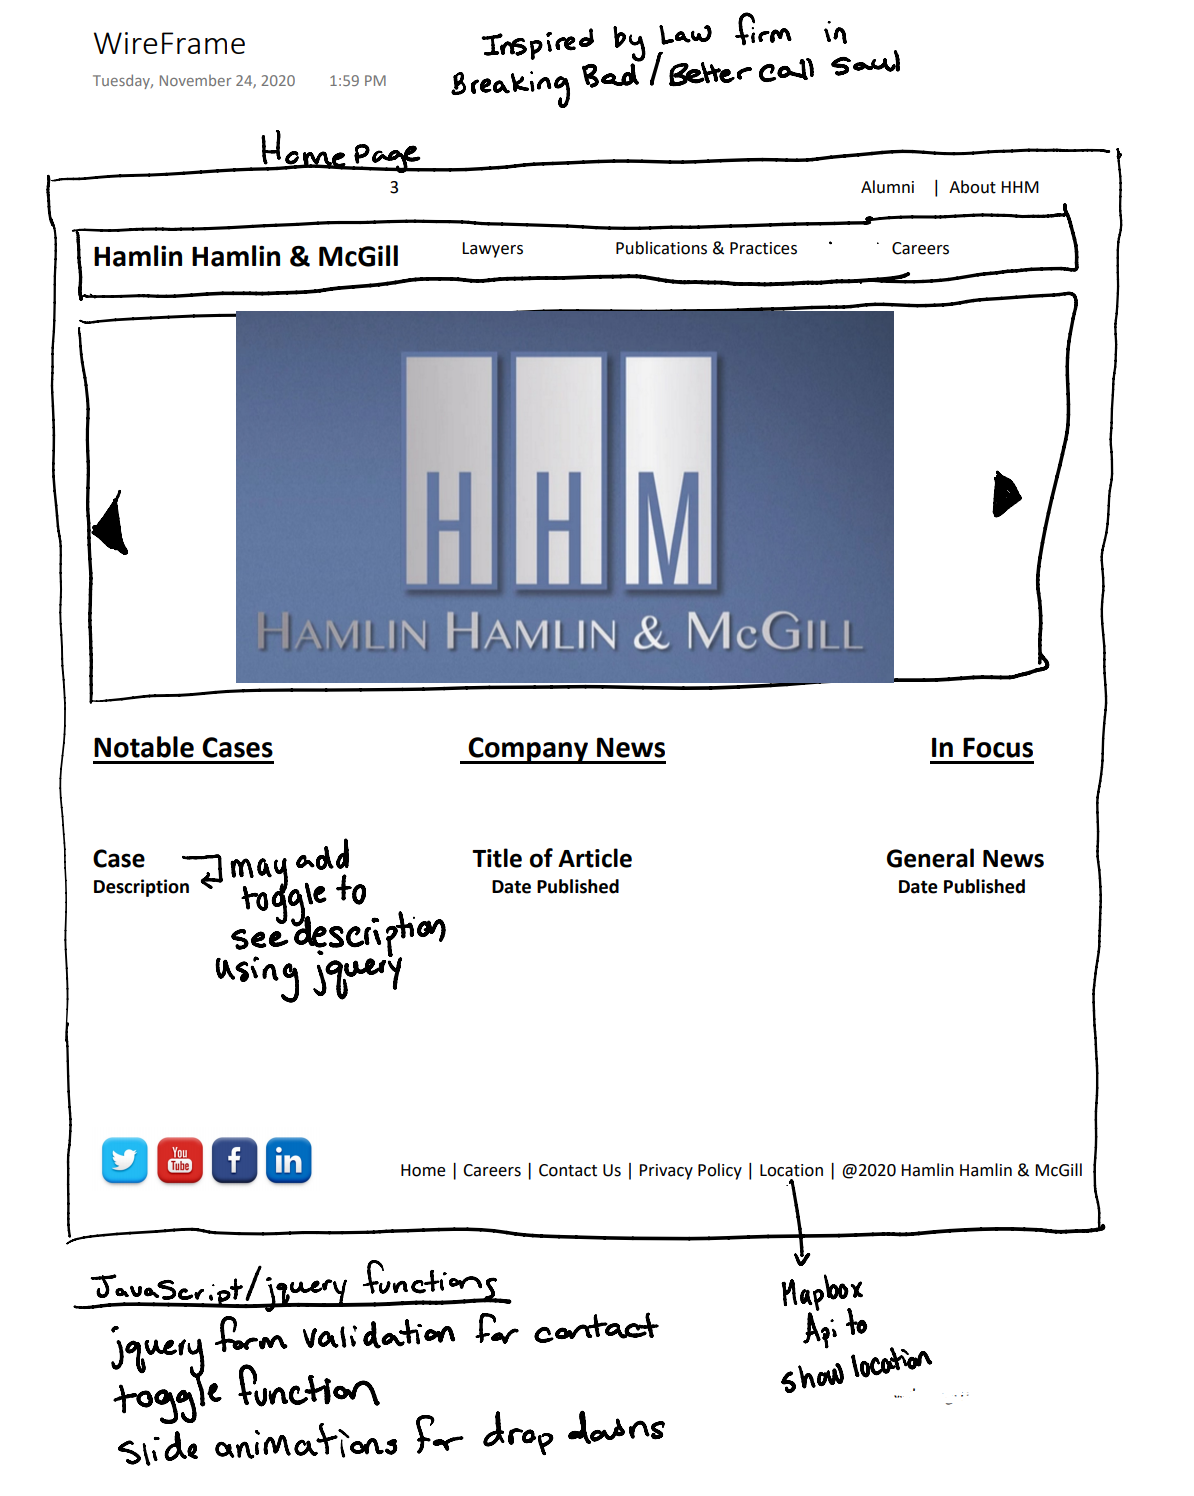 WireFrame
Tuesday, November 24, 2020 1:59 PM
Inspired by Law firm in
Breaking Bad / Better call saul
Home Page
3
Alumni | About HHM
Hamlin Hamlin & McGill Lawyers Publications & Practices Careers
H H M
HAMLIN HAMLIN & McGILL
Notable Cases Company News In Focus
Case Title of Article General News
Description Date Published Date Published
may add
toggle to
see description
using jquery
You
Tube
f
in
Home | Careers | Contact Us | Privacy Policy | Location | @2020 Hamlin Hamlin & McGill
Mapbox
Api to
show location
JavaScript/jquery functions
jquery form validation for contact
toggle function
slide animations for drop downs